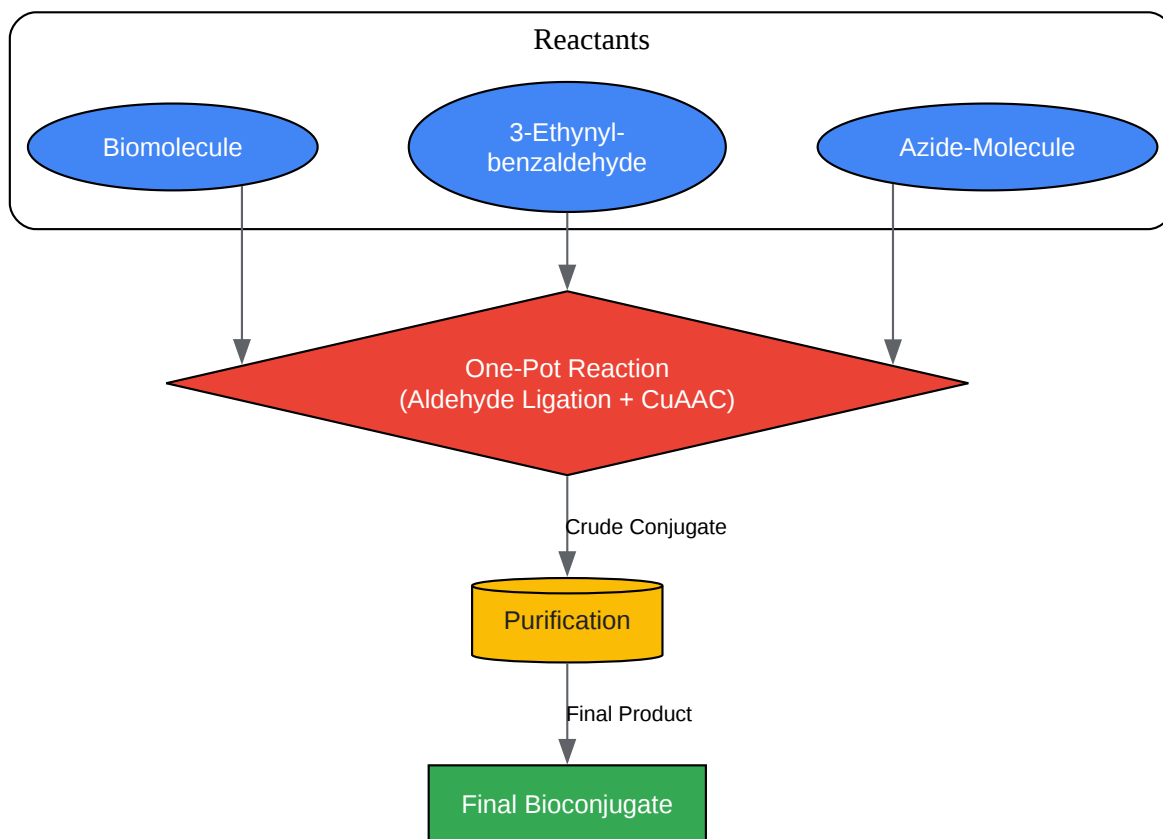 Reactants
Biomolecule
3-Ethynyl-
benzaldehyde
Azide-Molecule
One-Pot Reaction
(Aldehyde Ligation + CuAAC)
Crude Conjugate
Purification
Final Product
Final Bioconjugate